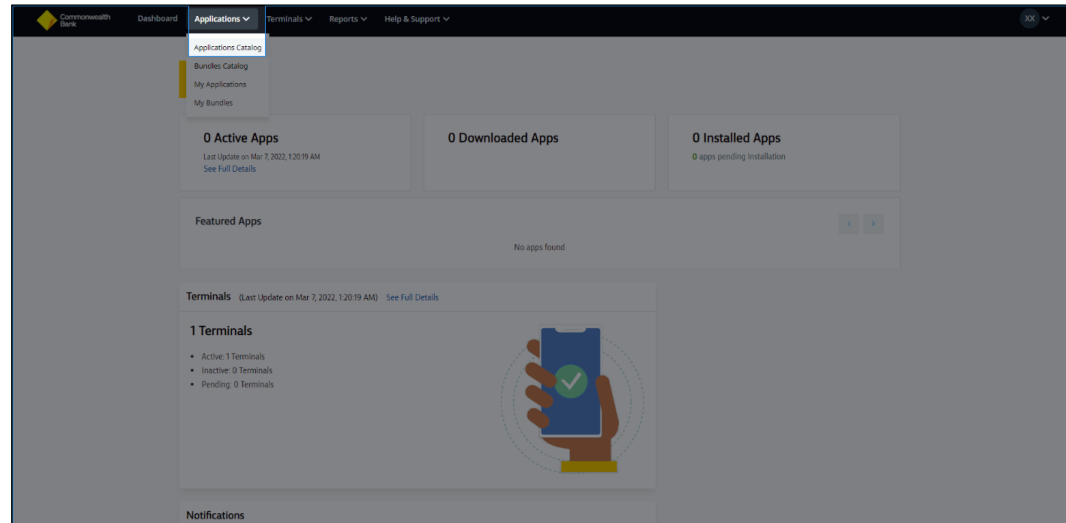 Commonwealth
Bank
Dashboard
Applications
Terminals
Reports
Help & Support
XX
Applications Catalog
Bundles Catalog
My Applications
My Bundles
0 Active Apps
Last Update on Mar 7, 2022, 1:20:19 AM
See Full Details
0 Downloaded Apps
0 Installed Apps
0 apps pending installation
Featured Apps
No apps found
Terminals (Last Update on Mar 7, 2022, 1:20:19 AM) See Full Details
1 Terminals
• Active: 1 Terminals
• Inactive: 0 Terminals
• Pending: 0 Terminals
Notifications